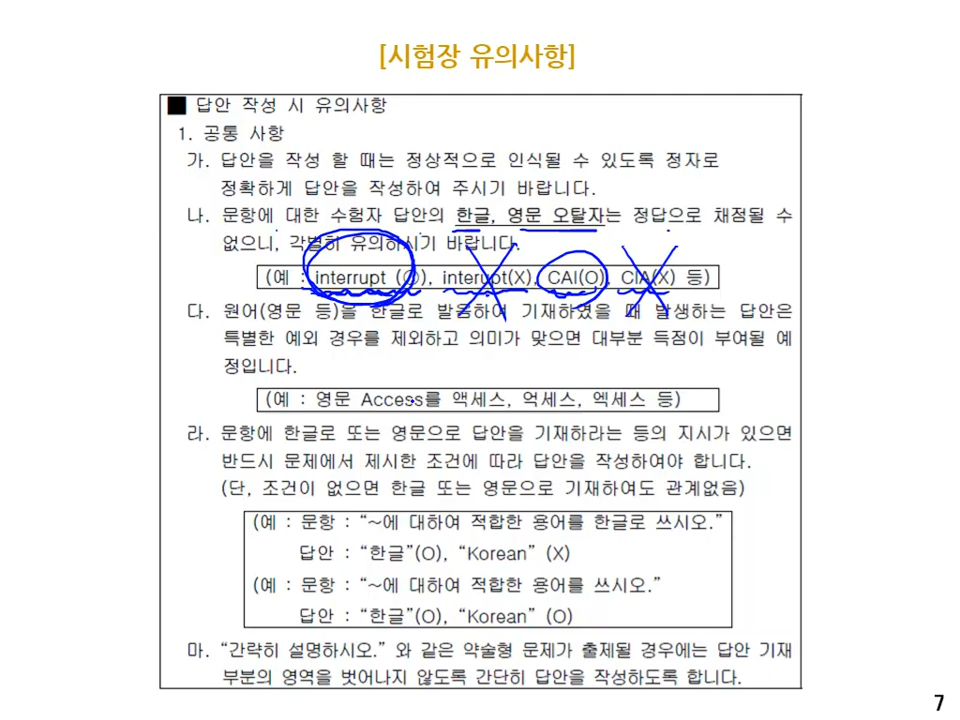 [시험장 유의사항]
■ 답안 작성 시 유의사항
1. 공통 사항
가. 답안을 작성 할 때는 정상적으로 인식될 수 있도록 정자로
정확하게 답안을 작성하여 주시기 바랍니다.
나. 문항에 대한 수험자 답안의 한글, 영문 오탈자는 정답으로 채점될 수
없으니, 각별히 유의하시기 바랍니다.
(예 : interrupt (O), interupt(X), CAI(O), CIA(X) 등)
다. 원어(영문 등)을 한글로 발음하여 기재하였을 때 발생하는 답안은
특별한 예외 경우를 제외하고 의미가 맞으면 대부분 득점이 부여될 예
정입니다.
(예 : 영문 Access를 액세스, 억세스, 엑세스 등)
라. 문항에 한글로 또는 영문으로 답안을 기재하라는 등의 지시가 있으면
반드시 문제에서 제시한 조건에 따라 답안을 작성하여야 합니다.
(단, 조건이 없으면 한글 또는 영문으로 기재하여도 관계없음)
(예 : 문항 : “~에 대하여 적합한 용어를 한글로 쓰시오.”
답안 : “한글”(O), “Korean” (X)
(예 : 문항 : “~에 대하여 적합한 용어를 쓰시오.”
답안 : “한글”(O), “Korean” (O)
마. “간략히 설명하시오.” 와 같은 약술형 문제가 출제될 경우에는 답안 기재
부분의 영역을 벗어나지 않도록 간단히 답안을 작성하도록 합니다.
7